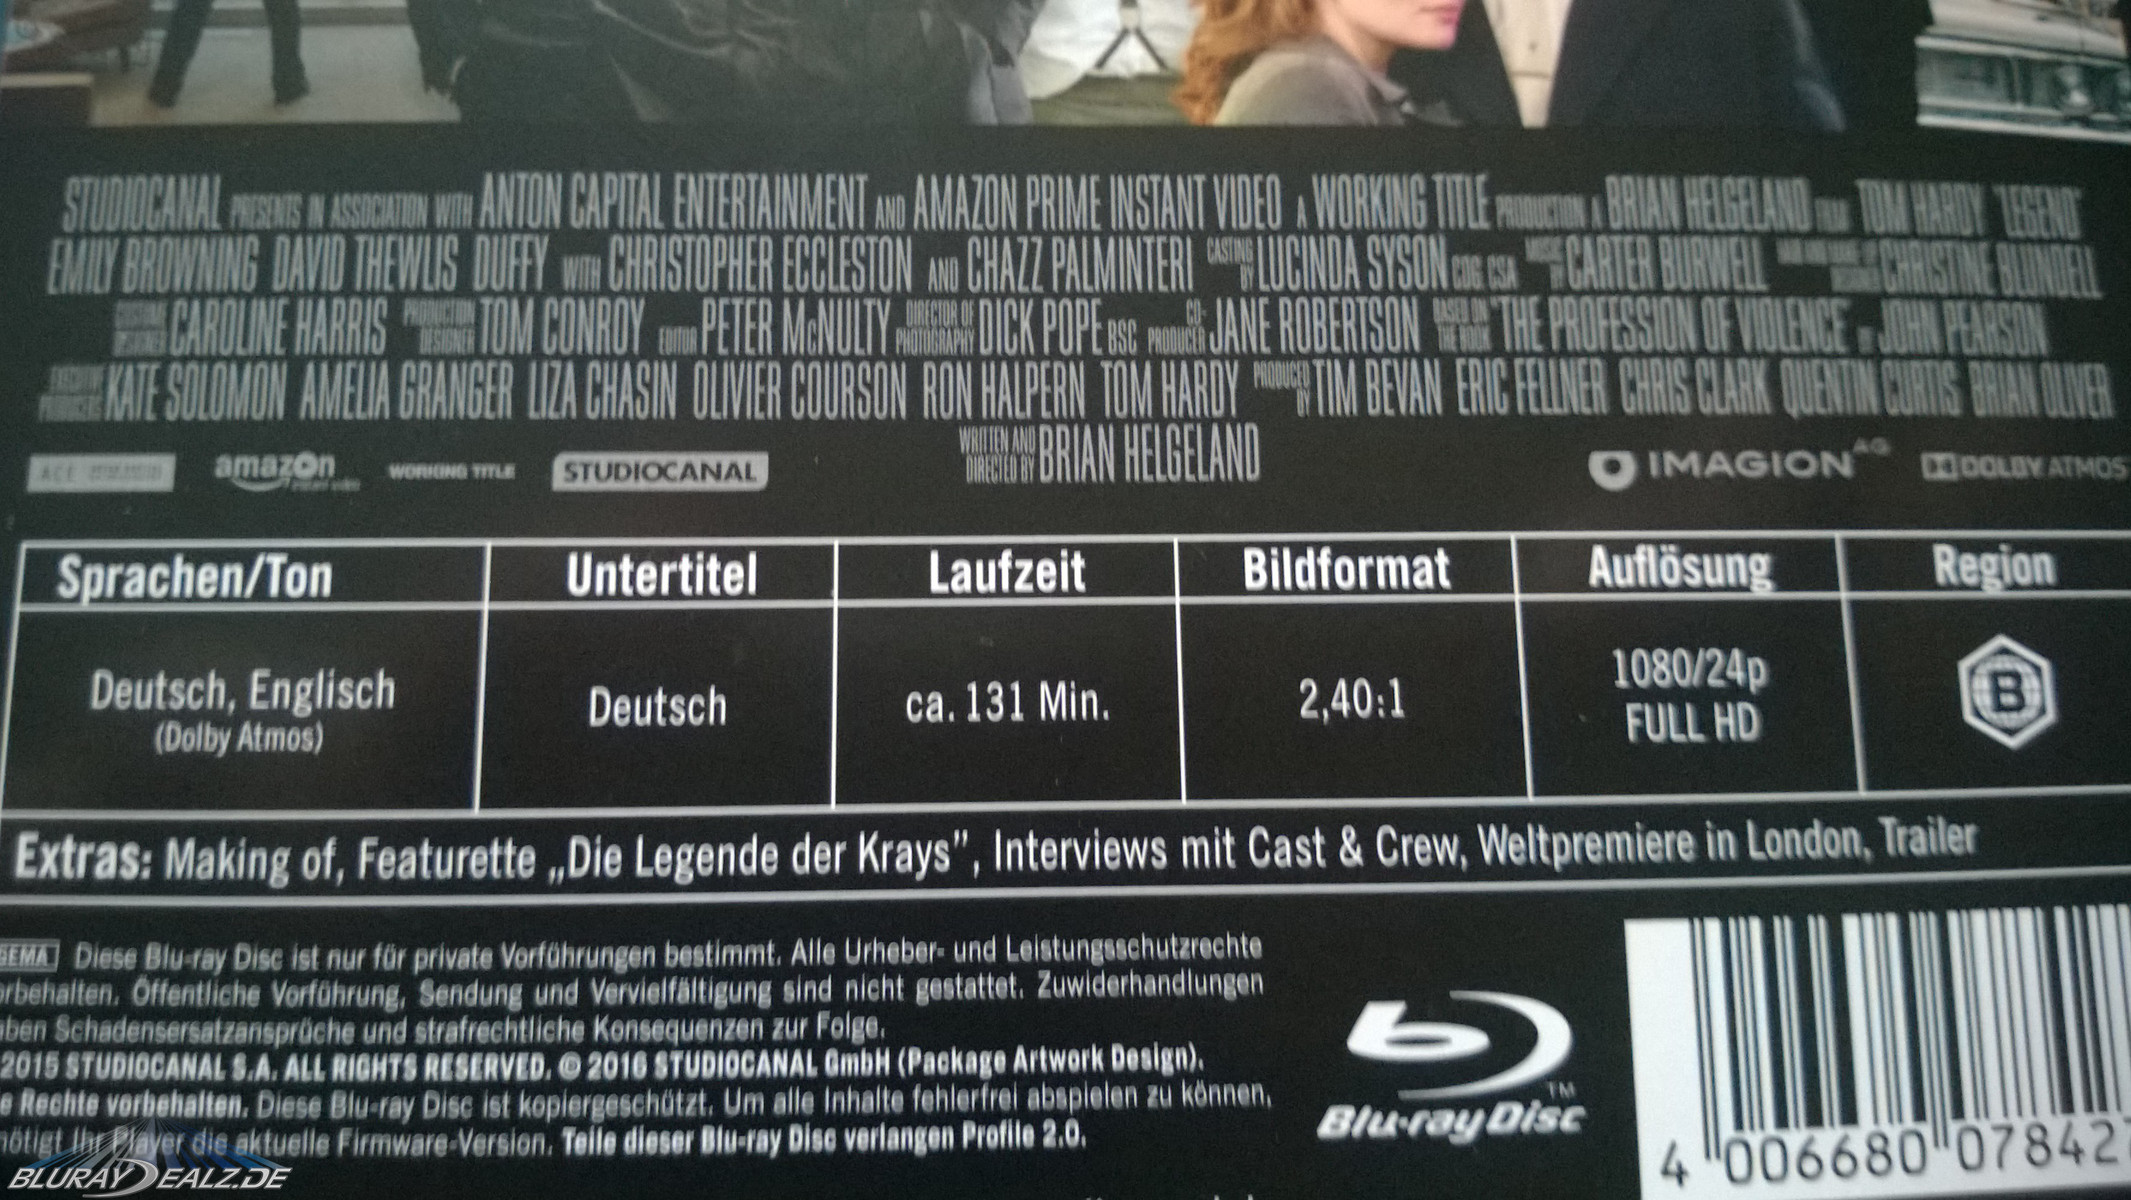 STUDIOCANAL PRESENTS IN ASSOCIATION WITH ANTON CAPITAL ENTERTAINMENT AND AMAZON PRIME INSTANT VIDEO A WORKING TITLE PRODUCTION A BRIAN HELGELAND FILM TOM HARDY "LEGEND"
EMILY BROWNING DAVID THEWLIS DUFFY WITH CHRISTOPHER ECCLESTON AND CHAZZ PALMINTERI CASTING BY LUCINDA SYSON CDG CSA MUSIC BY CARTER BURWELL CHRISTINE BLUNDELL
COSTUME DESIGNER CAROLINE HARRIS PRODUCTION DESIGNER TOM CONROY EDITOR PETER McNULTY DIRECTOR OF PHOTOGRAPHY DICK POPE BSC CO-PRODUCER JANE ROBERTSON BASED ON THE BOOK "THE PROFESSION OF VIOLENCE" BY JOHN PEARSON
EXECUTIVE PRODUCERS KATE SOLOMON AMELIA GRANGER LIZA CHASIN OLIVIER COURSON RON HALPERN TOM HARDY PRODUCED BY TIM BEVAN ERIC FELLNER CHRIS CLARK QUENTIN CURTIS BRIAN OLIVER
WRITTEN AND DIRECTED BY BRIAN HELGELAND
ACE amazon WORKING TITLE STUDIOCANAL IMAGION AG DOLBY ATMOS
Sprachen/Ton Untertitel Laufzeit Bildformat Auflösung Region
Deutsch, Englisch Deutsch ca. 131 Min. 2,40:1 1080/24p B
(Dolby Atmos) FULL HD
Extras: Making of, Featurette „Die Legende der Krays", Interviews mit Cast & Crew, Weltpremiere in London, Trailer
GEMA Diese Blu-ray Disc ist nur für private Vorführungen bestimmt. Alle Urheber- und Leistungsschutzrechte
rbehalten. Öffentliche Vorführung, Sendung und Vervielfältigung sind nicht gestattet. Zuwiderhandlungen
ben Schadensersatzansprüche und strafrechtliche Konsequenzen zur Folge.
2015 STUDIOCANAL S.A. ALL RIGHTS RESERVED. © 2016 STUDIOCANAL GmbH (Package Artwork Design).
e Rechte vorbehalten. Diese Blu-ray Disc ist kopiergeschützt. Um alle Inhalte fehlerfrei abspielen zu können,
nötigt Ihr Player die aktuelle Firmware-Version. Teile dieser Blu-ray Disc verlangen Profile 2.0.
Blu-ray Disc TM
4 006680 07842
BLURAYDEALZ.DE